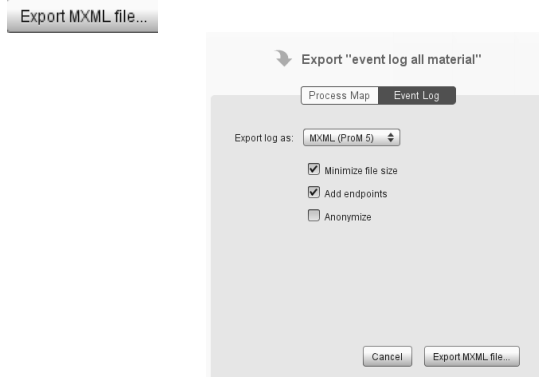 Export MXML file...
Export "event log all material"
Process Map Event Log
Export log as: MXML (ProM 5)
Minimize file size
Add endpoints
Anonymize
Cancel Export MXML file...